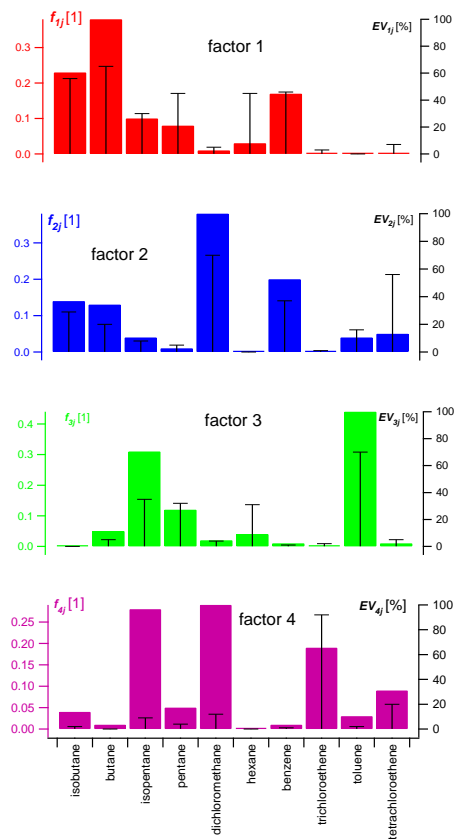 f1j [1] factor 1 EV1j [%]
0.3 0.2 0.1 0.0
100 80 60 40 20 0
f2j [1] factor 2 EV2j [%]
0.3 0.2 0.1 0.0
100 80 60 40 20 0
f3j [1] factor 3 EV3j [%]
0.4 0.3 0.2 0.1 0.0
100 80 60 40 20 0
f4j [1] factor 4 EV4j [%]
0.25 0.20 0.15 0.10 0.05 0.00
100 80 60 40 20 0
isobutane
butane
isopentane
pentane
dichloromethane
hexane
benzene
trichloroethene
toluene
tetrachloroethene